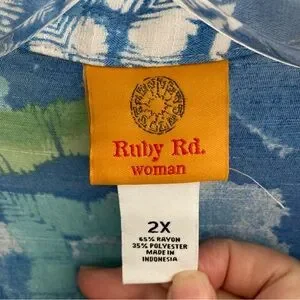 Ruby Rd.
woman
2X
65% RAYON
35% POLYESTER
MADE IN
INDONESIA